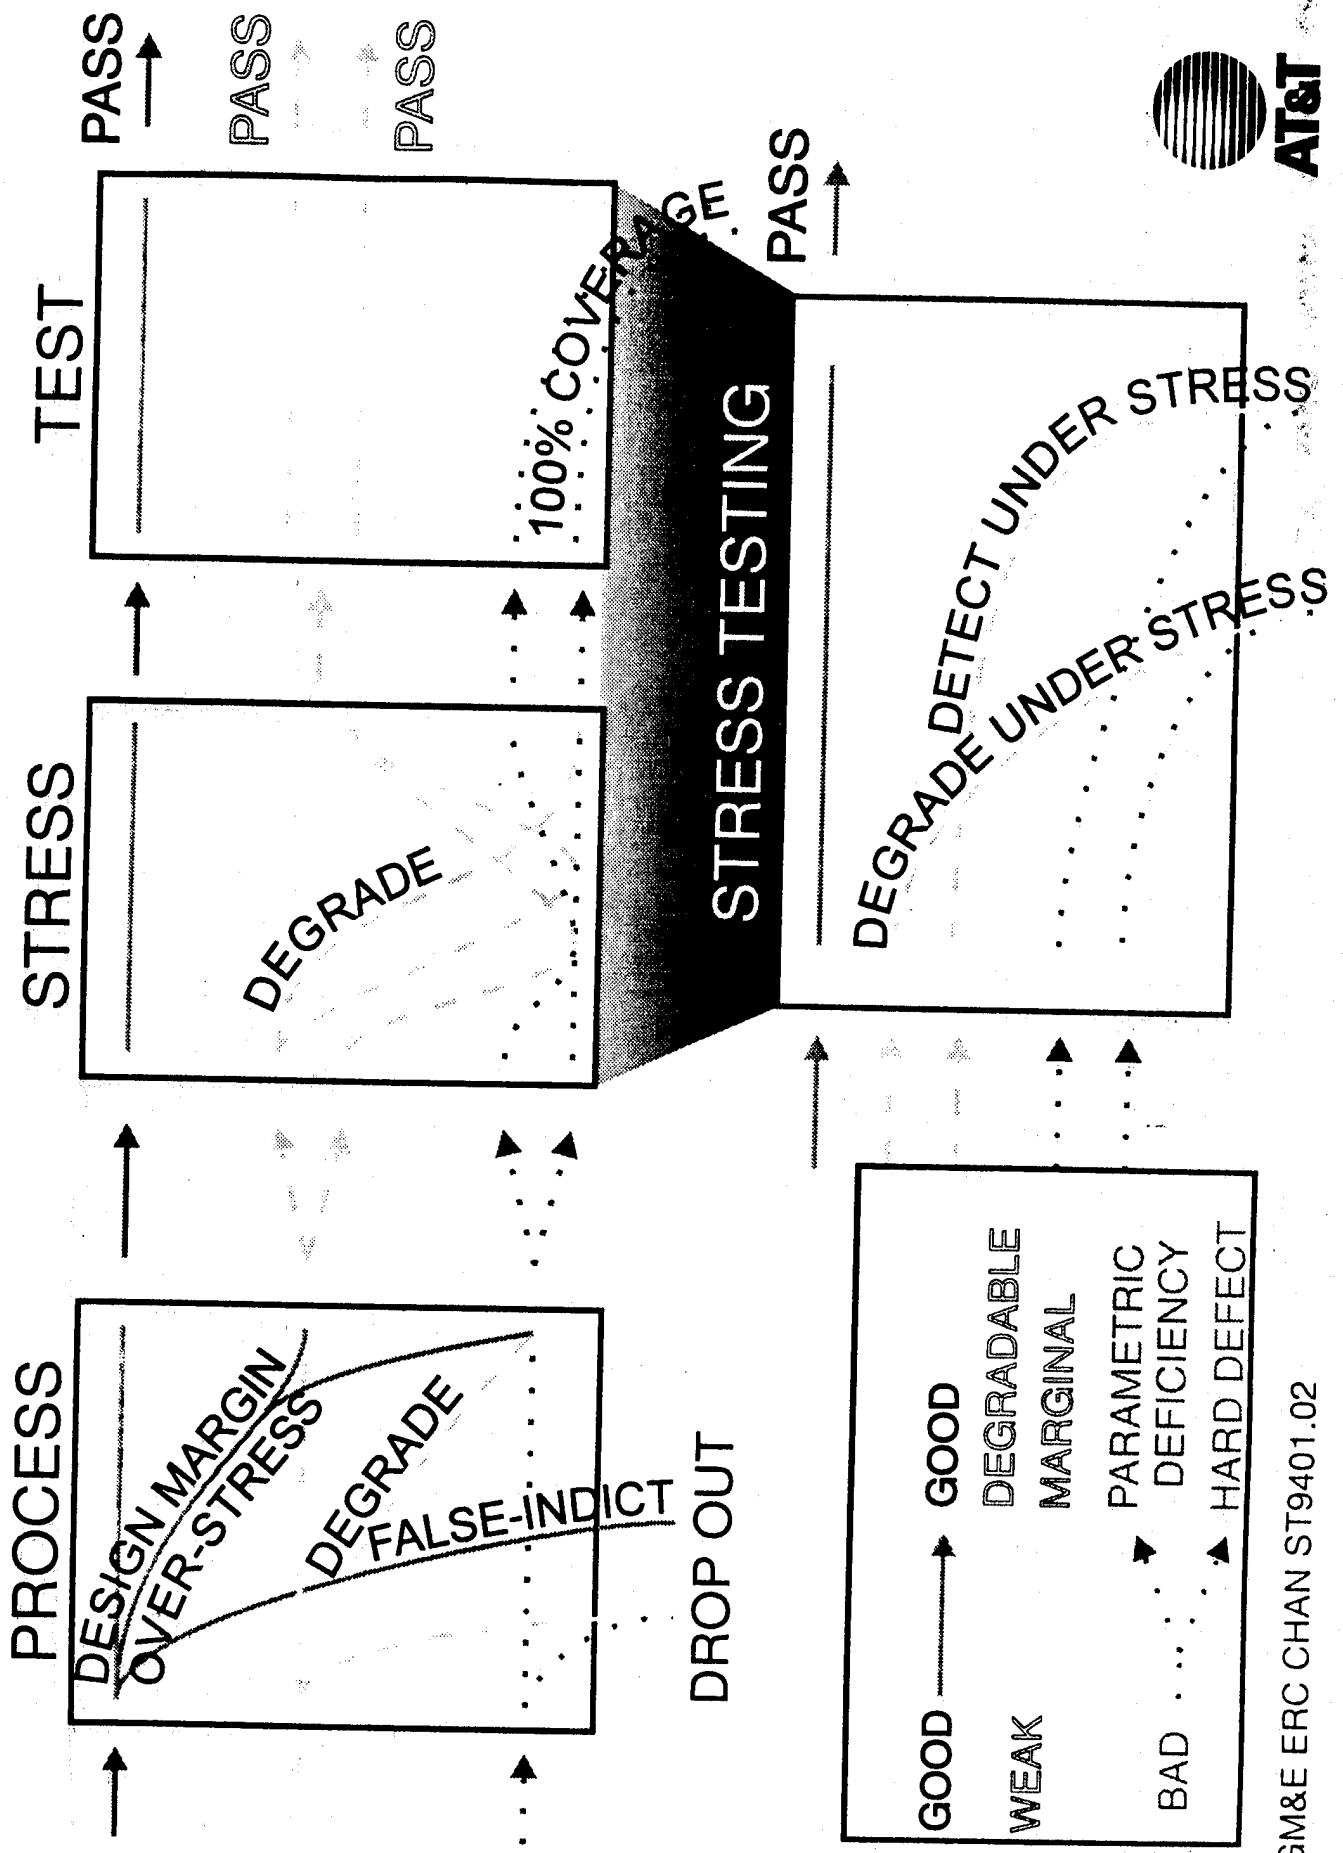 PROCESS
STRESS
TEST
DESIGN MARGIN
OVER-STRESS
DEGRADE
FALSE-INDICT
DROP OUT
DEGRADE
100% COVERAGE
PASS
PASS
PASS
STRESS TESTING
DEGRADE UNDER STRESS
DETECT UNDER STRESS
PASS
GOOD GOOD
WEAK DEGRADABLE
MARGINAL
BAD PARAMETRIC
DEFICIENCY
HARD DEFECT
GM&E ERC CHAN ST9401.02
AT&T